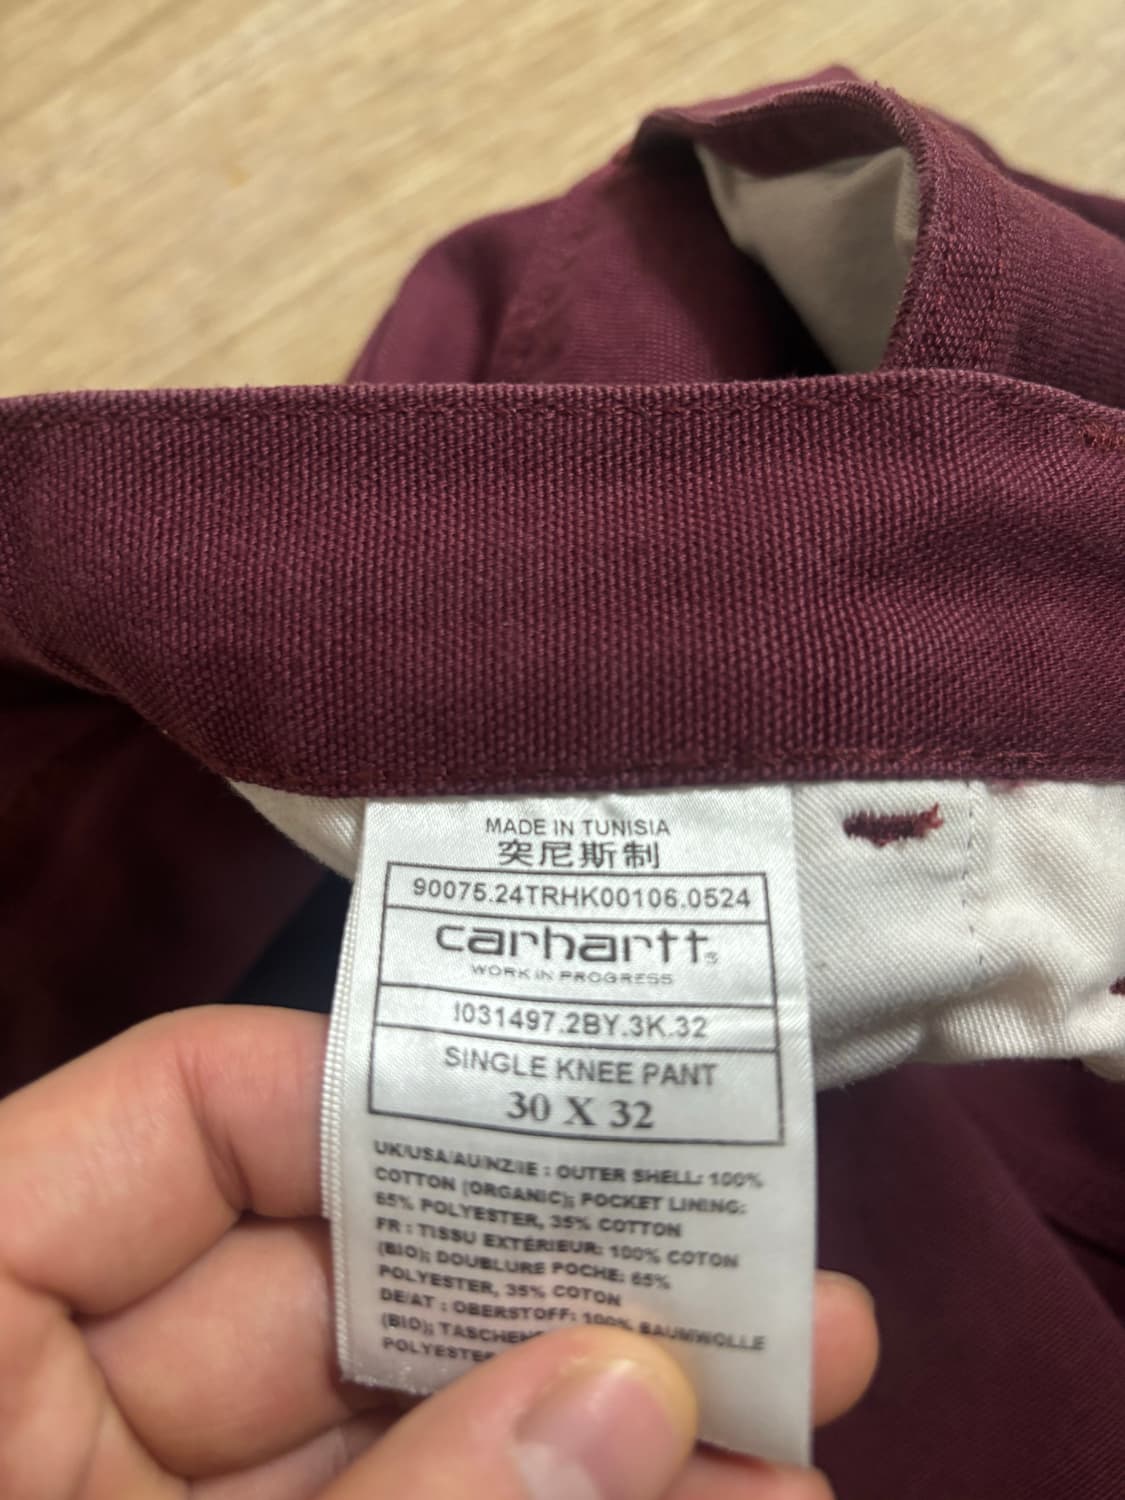 MADE IN TUNISIA
突尼斯制
90075.24TRHK00106.0524
carhartt
WORK IN PROGRESS
I031497.2BY.3K.32
SINGLE KNEE PANT
30 X 32
UK/USA/AU/NZ/IE : OUTER SHELL: 100%
COTTON (ORGANIC); POCKET LINING:
65% POLYESTER, 35% COTTON
FR : TISSU EXTÉRIEUR: 100% COTON
(BIO); DOUBLURE POCHE: 65%
POLYESTER, 35% COTON
DE/AT : OBERSTOFF: 100% BAUMWOLLE
(BIO);